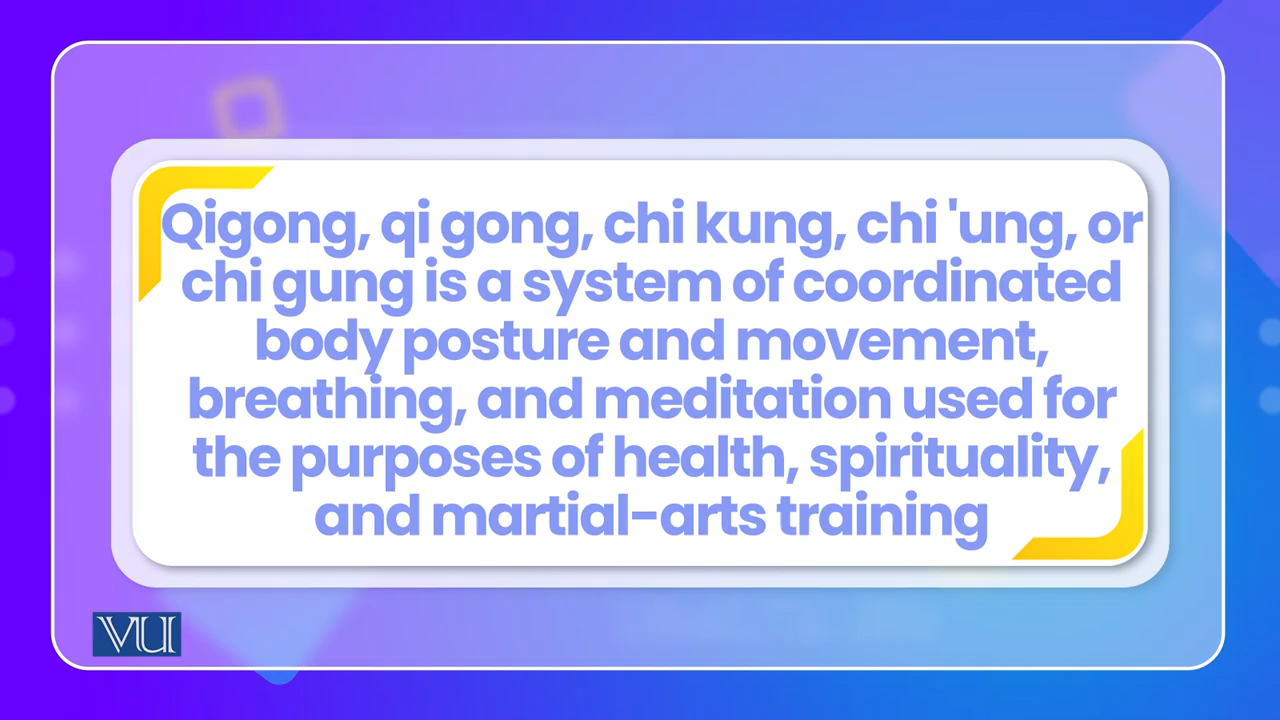 Qigong, qi gong, chi kung, chi 'ung, or
chi gung is a system of coordinated
body posture and movement,
breathing, and meditation used for
the purposes of health, spirituality,
and martial-arts training
VU